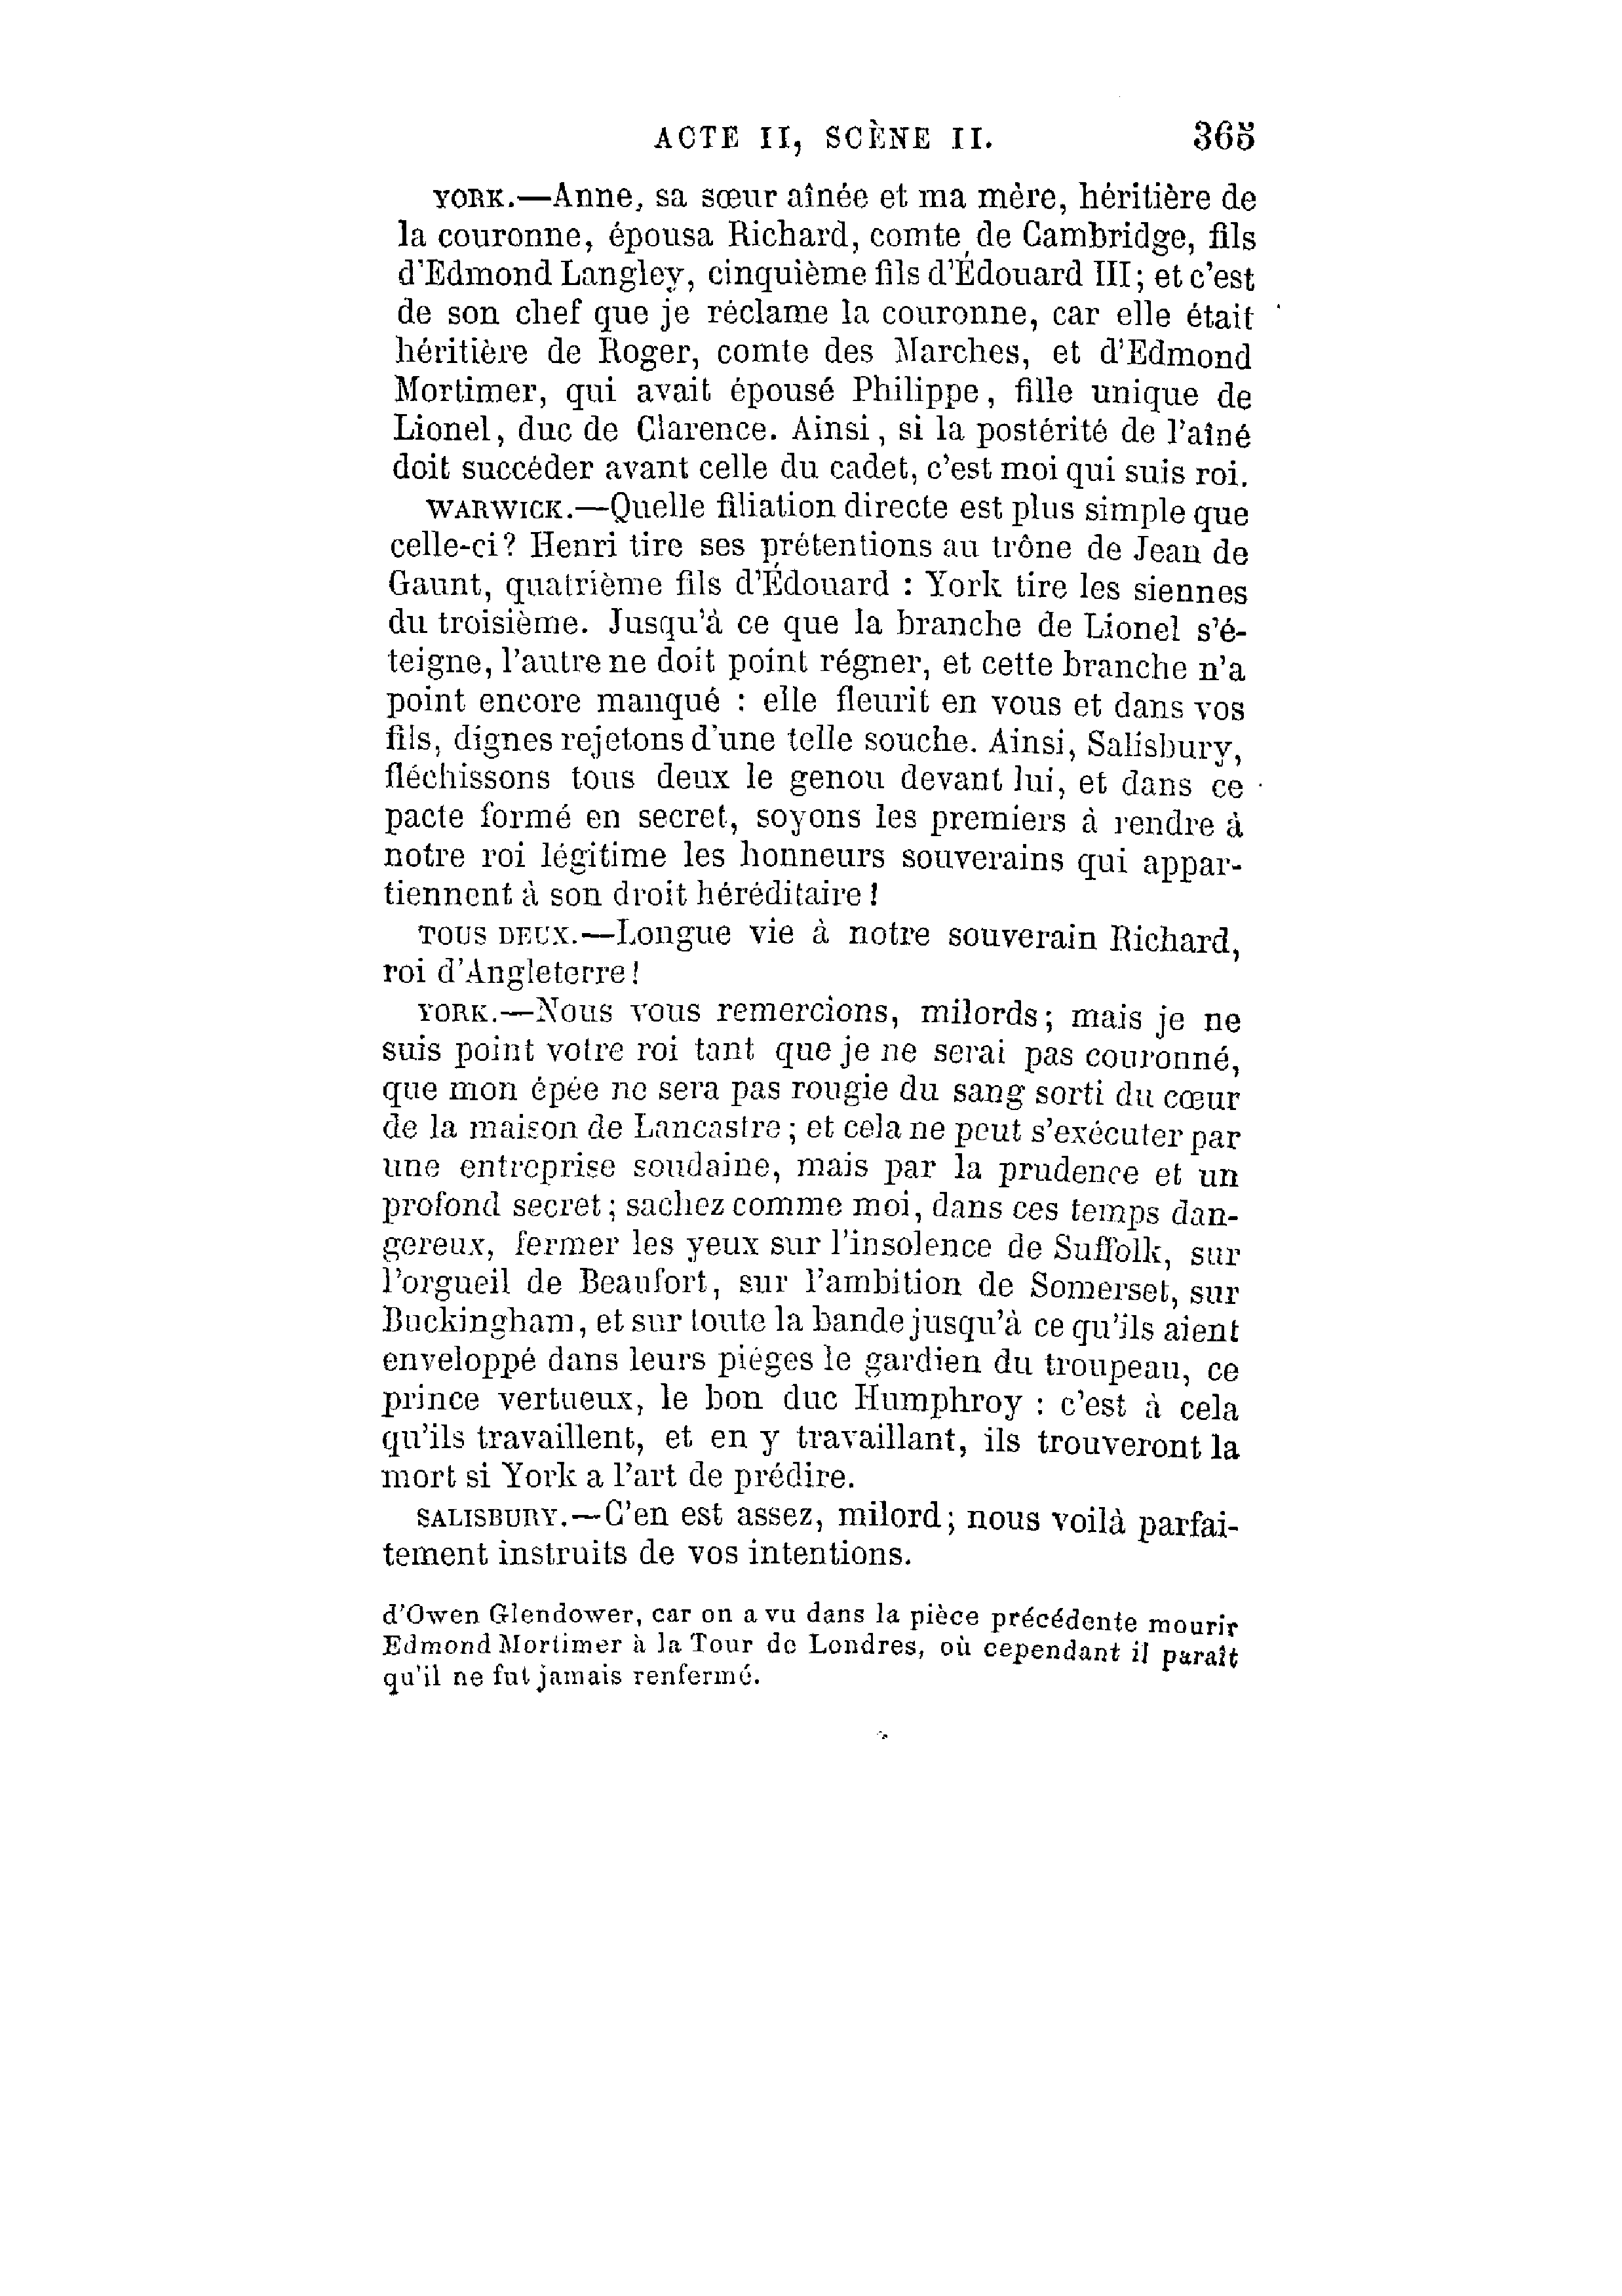 ACTE II, SCÈNE II. 365
YORK.—Anne, sa sœur aînée et ma mère, héritière de
la couronne, épousa Richard, comte de Cambridge, fils
d'Edmond Langley, cinquième fils d'Édouard III; et c'est
de son chef que je réclame la couronne, car elle était
héritière de Roger, comte des Marches, et d'Edmond
Mortimer, qui avait épousé Philippe, fille unique de
Lionel, duc de Clarence. Ainsi, si la postérité de l'aîné
doit succéder avant celle du cadet, c'est moi qui suis roi.
WARWICK.—Quelle filiation directe est plus simple que
celle-ci? Henri tire ses prétentions au trône de Jean de
Gaunt, quatrième fils d'Édouard : York tire les siennes
du troisième. Jusqu'à ce que la branche de Lionel s'é-
teigne, l'autre ne doit point régner, et cette branche n'a
point encore manqué : elle fleurit en vous et dans vos
fils, dignes rejetons d'une telle souche. Ainsi, Salisbury,
fléchissons tous deux le genou devant lui, et dans ce
pacte formé en secret, soyons les premiers à rendre à
notre roi légitime les honneurs souverains qui appar-
tiennent à son droit héréditaire!
TOUS DEUX.—Longue vie à notre souverain Richard,
roi d'Angleterre!
YORK.—Nous vous remercions, milords; mais je ne
suis point votre roi tant que je ne serai pas couronné,
que mon épée ne sera pas rougie du sang sorti du cœur
de la maison de Lancastre; et cela ne peut s'exécuter par
une entreprise soudaine, mais par la prudence et un
profond secret; sachez comme moi, dans ces temps dan-
gereux, fermer les yeux sur l'insolence de Suffolk, sur
l'orgueil de Beaufort, sur l'ambition de Somerset, sur
Buckingham, et sur toute la bande jusqu'à ce qu'ils aient
enveloppé dans leurs piéges le gardien du troupeau, ce
prince vertueux, le bon duc Humphroy : c'est à cela
qu'ils travaillent, et en y travaillant, ils trouveront la
mort si York a l'art de prédire.
SALISBURY.—C'en est assez, milord; nous voilà parfai-
tement instruits de vos intentions.
d'Owen Glendower, car on a vu dans la pièce précédente mourir
Edmond Mortimer à la Tour de Londres, où cependant il paraît
qu'il ne fut jamais renfermé.